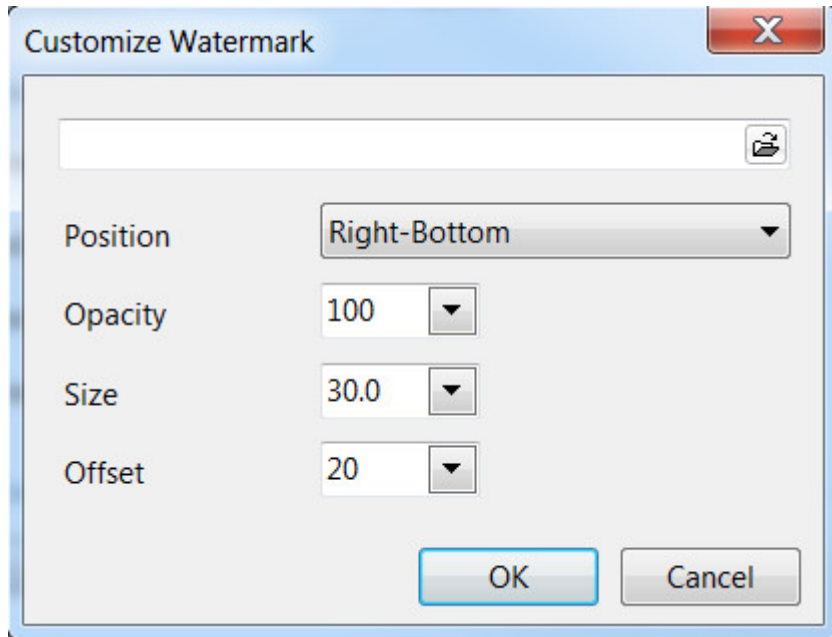 Customize Watermark
Position Right-Bottom
Opacity 100
Size 30.0
Offset 20
OK Cancel